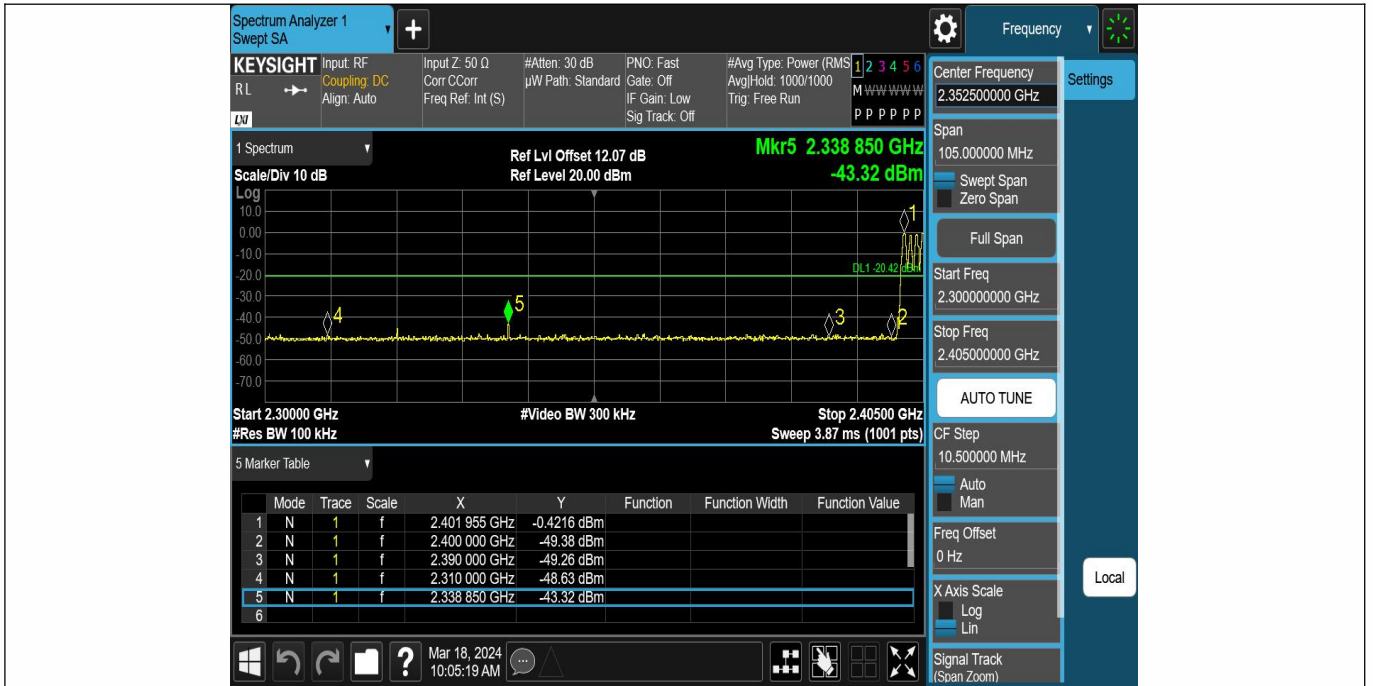 Spectrum Analyzer 1
Swept SA
Frequency
KEYSIGHT
RL
LXI
Input: RF
Coupling: DC
Align: Auto
Input Z: 50 Ω
Corr CCorr
Freq Ref: Int (S)
#Atten: 30 dB
µW Path: Standard
PNO: Fast
Gate: Off
IF Gain: Low
Sig Track: Off
#Avg Type: Power (RMS
Avg|Hold: 1000/1000
Trig: Free Run
1 2 3 4 5 6
M W W W W W
P P P P P P
1 Spectrum
Scale/Div 10 dB
Ref Lvl Offset 12.07 dB
Ref Level 20.00 dBm
Mkr5 2.338 850 GHz
-43.32 dBm
Log
10.0
0.00
-10.0
-20.0
-30.0
-40.0
-50.0
-60.0
-70.0
1
DL1 -20.42 dBm
4
5
3
2
Start 2.30000 GHz
#Video BW 300 kHz
Stop 2.40500 GHz
#Res BW 100 kHz
Sweep 3.87 ms (1001 pts)
5 Marker Table
Mode Trace Scale X Y Function Function Width Function Value
1 N 1 f 2.401 955 GHz -0.4216 dBm
2 N 1 f 2.400 000 GHz -49.38 dBm
3 N 1 f 2.390 000 GHz -49.26 dBm
4 N 1 f 2.310 000 GHz -48.63 dBm
5 N 1 f 2.338 850 GHz -43.32 dBm
6
Mar 18, 2024
10:05:19 AM
Center Frequency
2.352500000 GHz
Settings
Span
105.000000 MHz
Swept Span
Zero Span
Full Span
Start Freq
2.300000000 GHz
Stop Freq
2.405000000 GHz
AUTO TUNE
CF Step
10.500000 MHz
Auto
Man
Freq Offset
0 Hz
Local
X Axis Scale
Log
Lin
Signal Track
(Span Zoom)